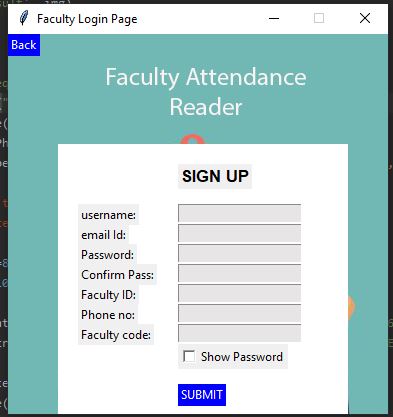 Faculty Login Page
Back
Faculty Attendance
Reader
SIGN UP
username:
email Id:
Password:
Confirm Pass:
Faculty ID:
Phone no:
Faculty code:
Show Password
SUBMIT